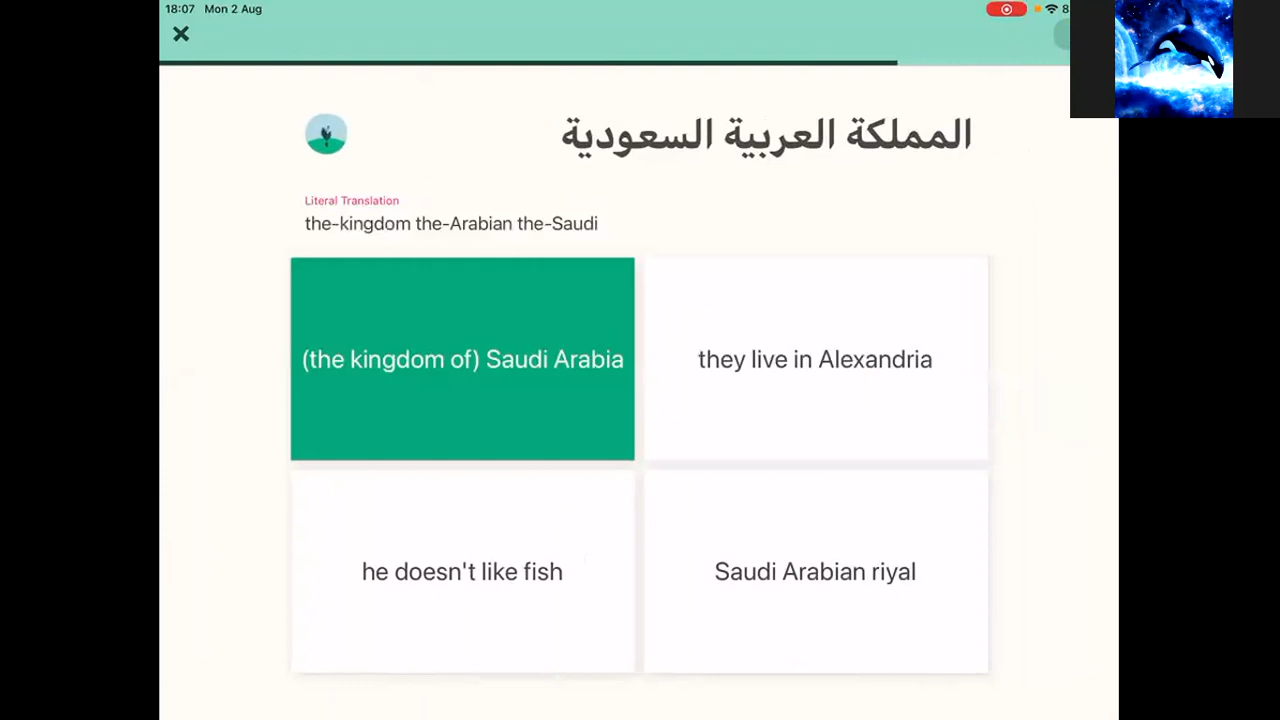 18:07 Mon 2 Aug
8
المملكة العربية السعودية
Literal Translation
the-kingdom the-Arabian the-Saudi
(the kingdom of) Saudi Arabia
they live in Alexandria
he doesn't like fish
Saudi Arabian riyal